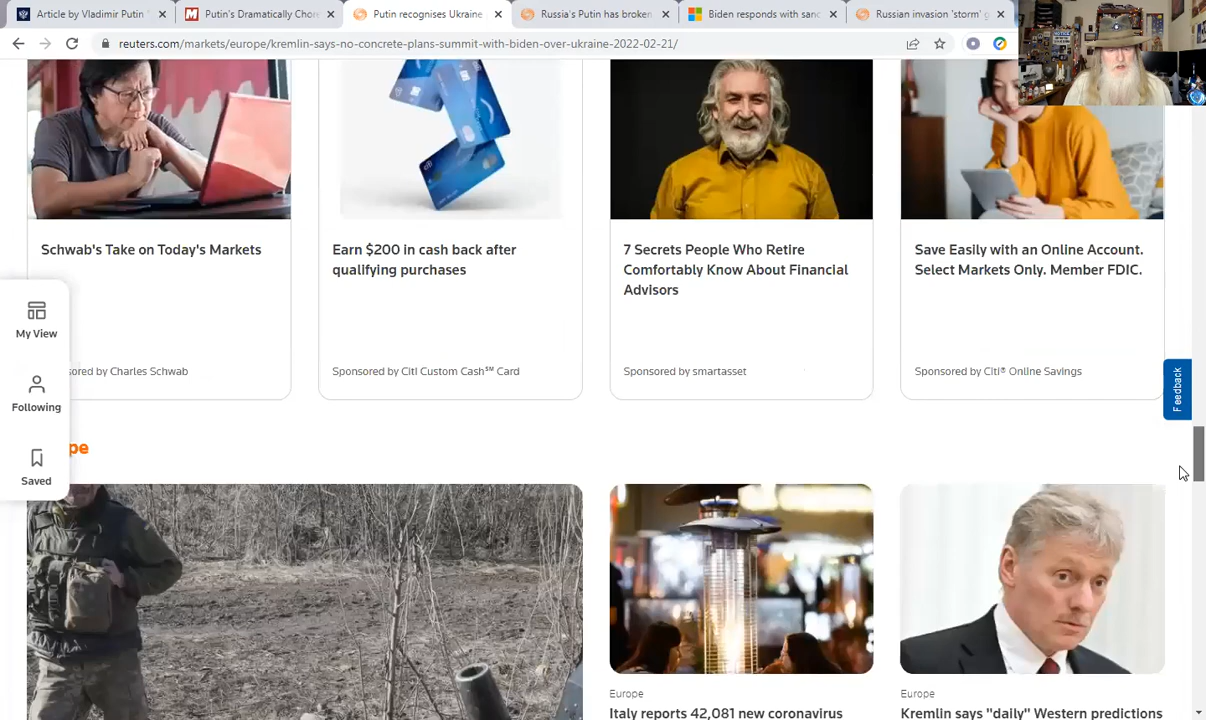 Article by Vladimir Putin "
Putin's Dramatically Chore
Putin recognises Ukraine
Russia's Putin has broken
Biden responds with sanc
Russian invasion 'storm' g
reuters.com/markets/europe/kremlin-says-no-concrete-plans-summit-with-biden-over-ukraine-2022-02-21/
Schwab's Take on Today's Markets
Earn $200 in cash back after
qualifying purchases
7 Secrets People Who Retire
Comfortably Know About Financial
Advisors
Save Easily with an Online Account.
Select Markets Only. Member FDIC.
My View
Following
Saved
Feedback
ored by Charles Schwab
Sponsored by Citi Custom Cash℠ Card
Sponsored by smartasset
Sponsored by Citi® Online Savings
pe
Europe
Italy reports 42,081 new coronavirus
Europe
Kremlin says "daily" Western predictions